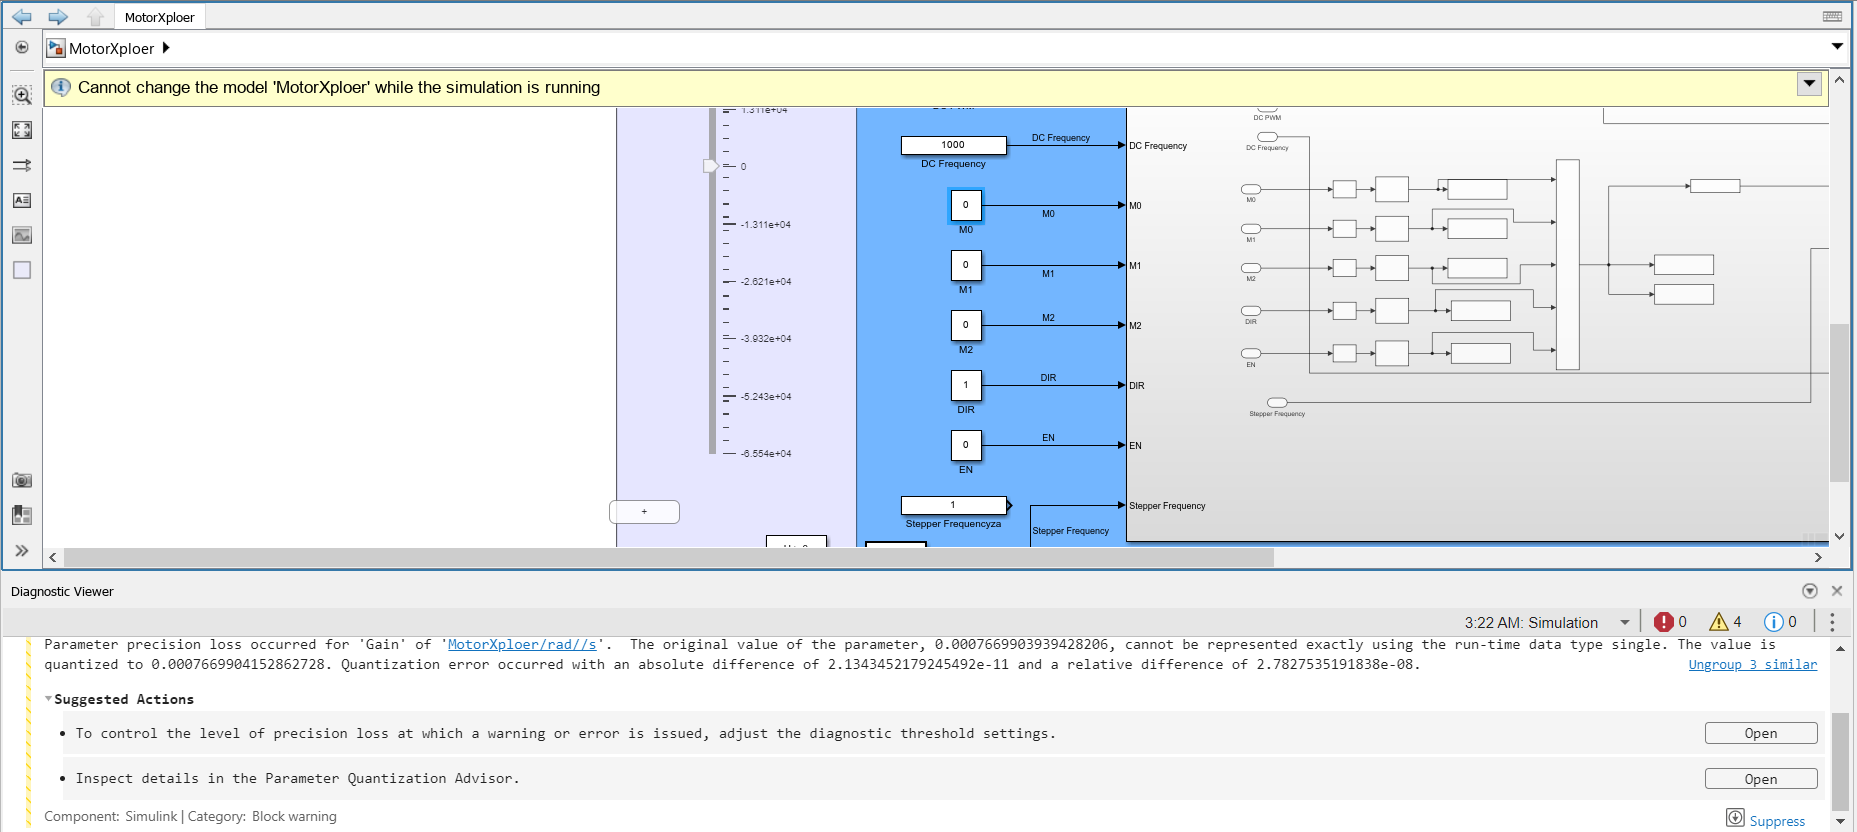 MotorXploer
MotorXploer
Cannot change the model 'MotorXploer' while the simulation is running
0
-1.311e+04
-2.621e+04
-3.932e+04
-5.243e+04
-6.554e+04
+
1000
DC Frequency
DC Frequency
DC Frequency
0
M0
M0
M0
0
M1
M1
M1
0
M2
M2
M2
1
DIR
DIR
DIR
0
EN
EN
EN
1
Stepper Frequencyza
Stepper Frequency
Stepper Frequency
DC PWM
DC Frequency
M0
M1
M2
DIR
EN
Stepper Frequency
Diagnostic Viewer
3:22 AM: Simulation 0 4 0
Parameter precision loss occurred for 'Gain' of 'MotorXploer/rad//s'. The original value of the parameter, 0.0007669903939428206, cannot be represented exactly using the run-time data type single. The value is
quantized to 0.0007669904152862728. Quantization error occurred with an absolute difference of 2.1343452179245492e-11 and a relative difference of 2.7827535191838e-08.
Ungroup 3 similar
Suggested Actions
• To control the level of precision loss at which a warning or error is issued, adjust the diagnostic threshold settings.
Open
• Inspect details in the Parameter Quantization Advisor.
Open
Component: Simulink | Category: Block warning
Suppress